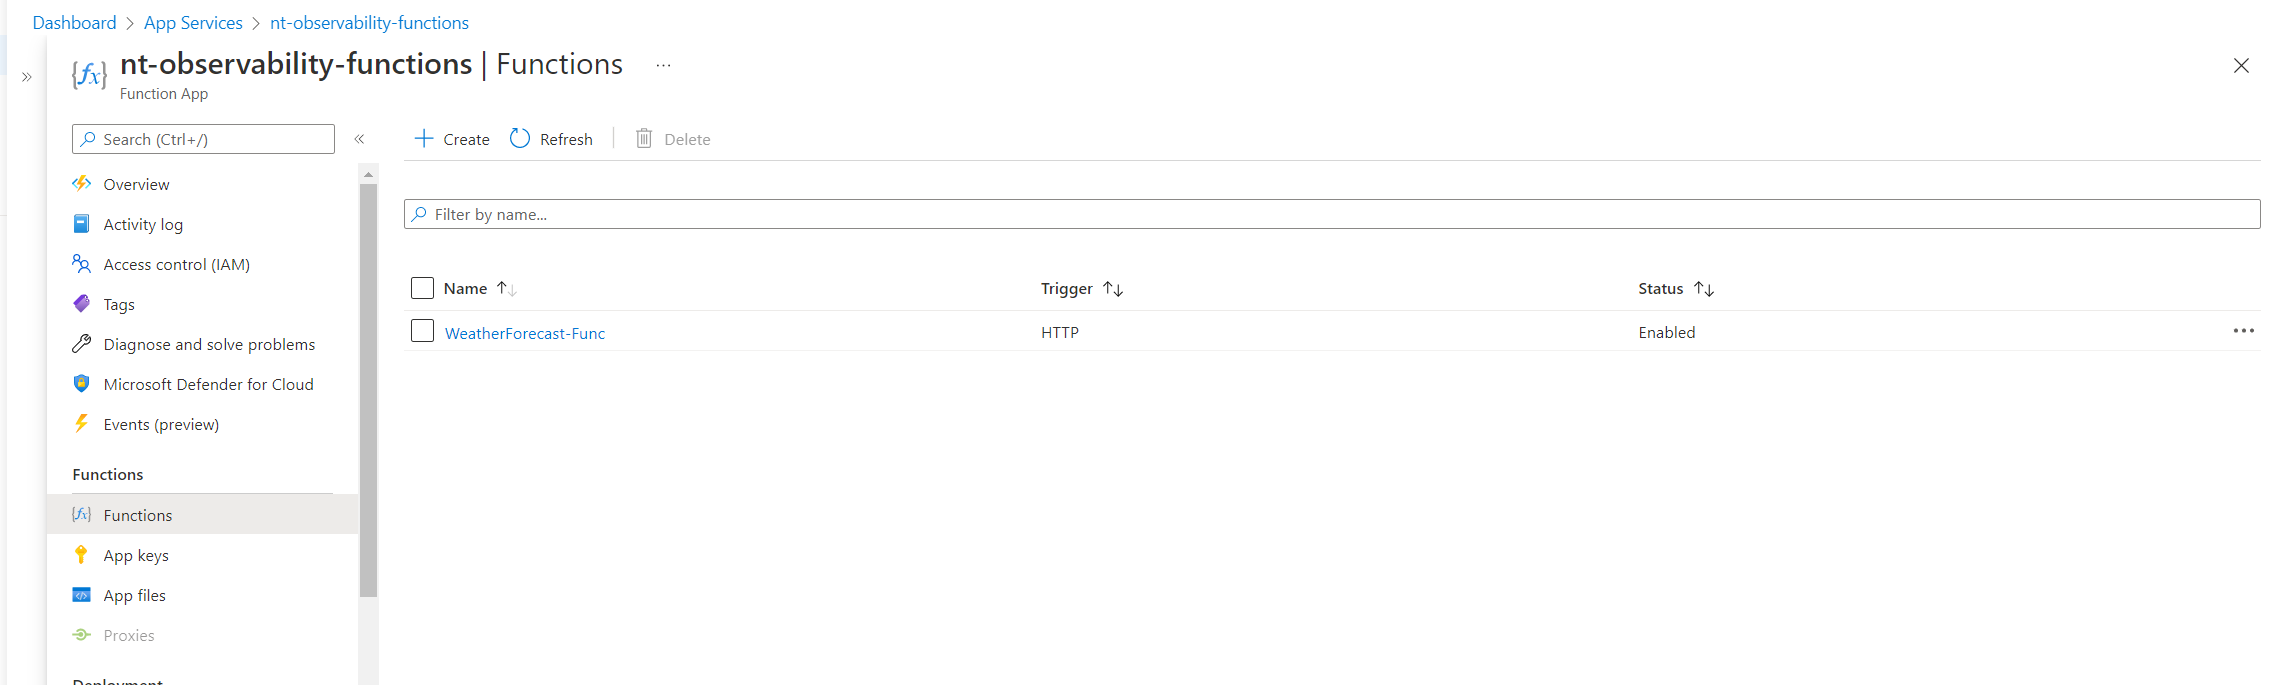 Dashboard > App Services > nt-observability-functions
nt-observability-functions | Functions ...
Function App
Search (Ctrl+/)
Overview
Activity log
Access control (IAM)
Tags
Diagnose and solve problems
Microsoft Defender for Cloud
Events (preview)
Functions
Functions
App keys
App files
Proxies
Deployment
Create Refresh Delete
Filter by name...
Name Trigger Status
WeatherForecast-Func HTTP Enabled